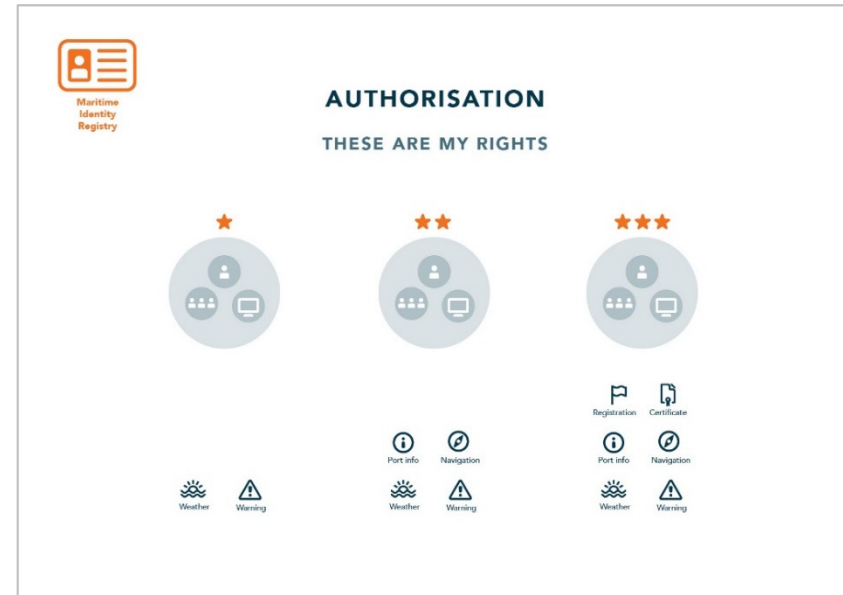 Maritime
Identity
Registry
AUTHORISATION
THESE ARE MY RIGHTS
Registration Certificate
Port info Navigation Port info Navigation
Weather Warning Weather Warning Weather Warning